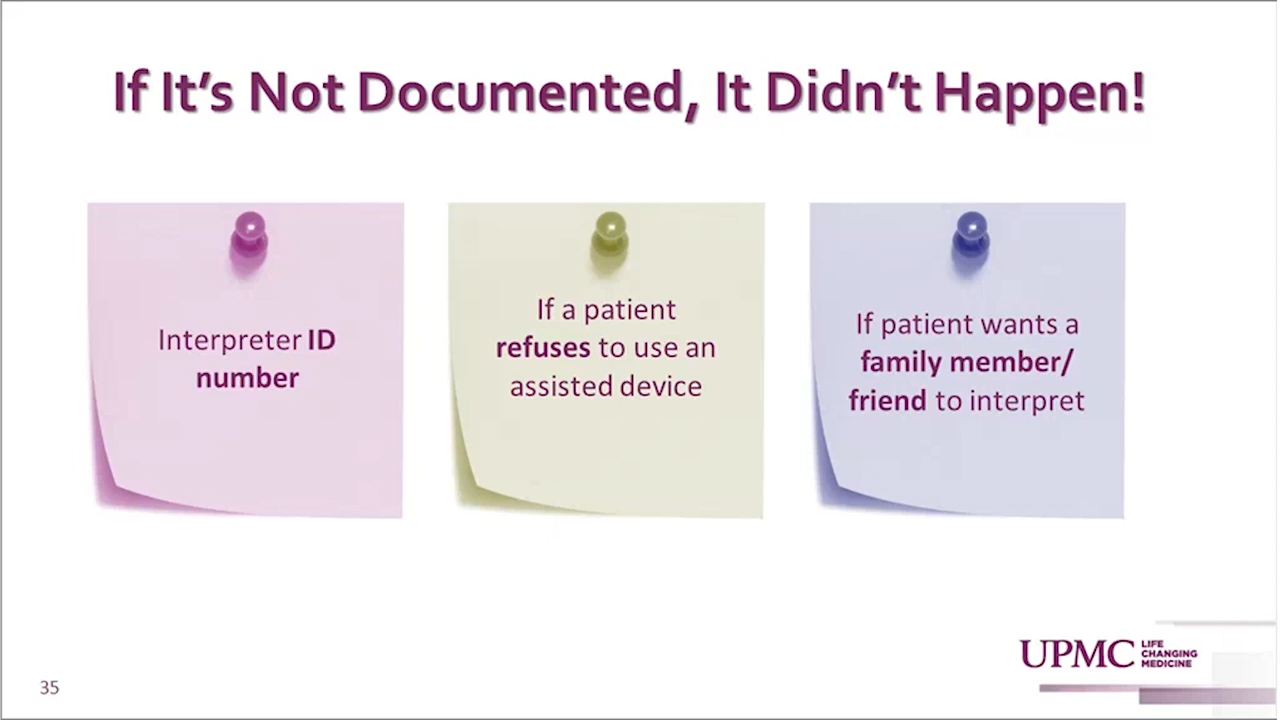 If It's Not Documented, It Didn't Happen!
Interpreter ID
number
If a patient
refuses to use an
assisted device
If patient wants a
family member/
friend to interpret
UPMC
LIFE
CHANGING
MEDICINE
35